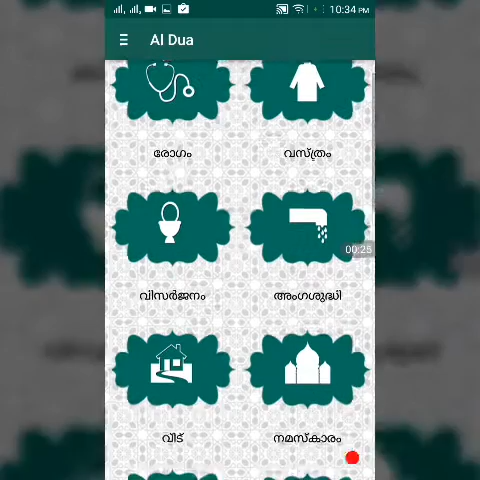 10:34 PM
Al Dua
രോഗം
വസ്ത്രം
വിസർജനം
അംഗശുദ്ധി
00:25
വീട്
നമസ്കാരം